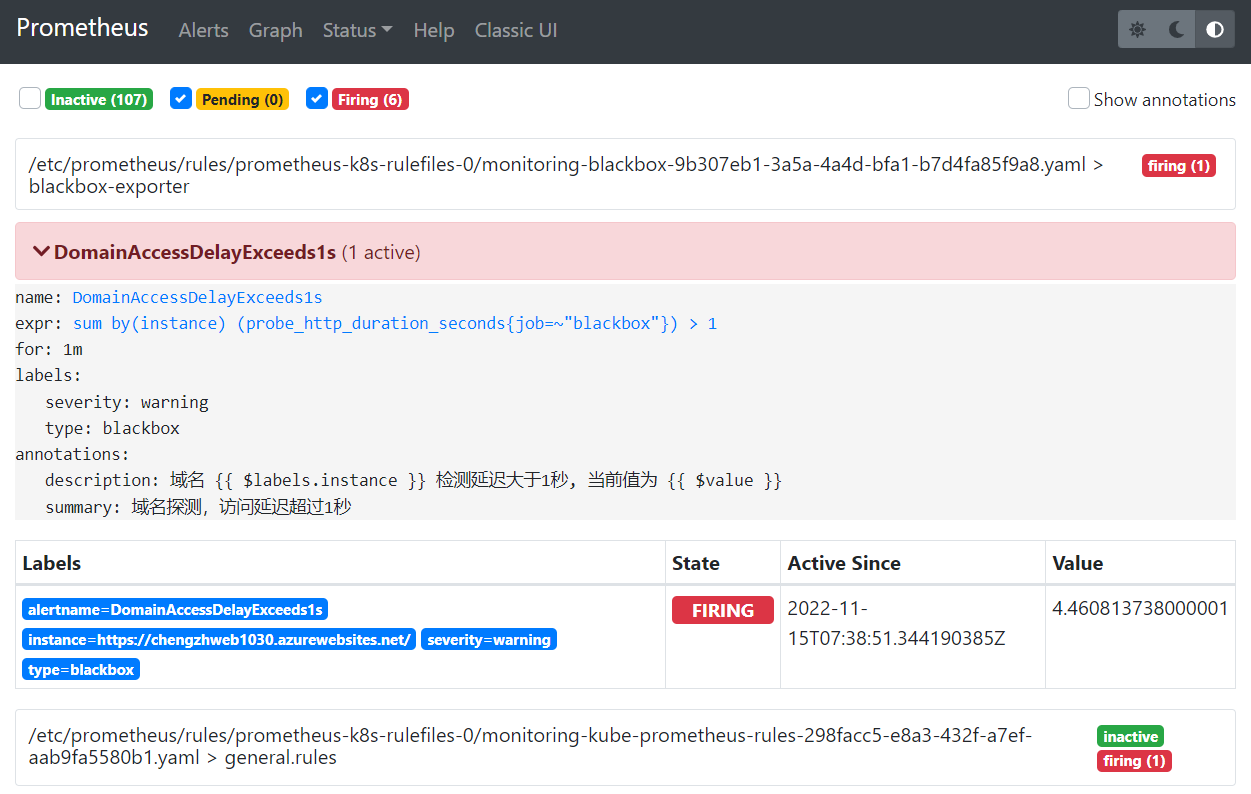 Prometheus Alerts Graph Status Help Classic UI
Inactive (107) Pending (0) Firing (6) Show annotations
/etc/prometheus/rules/prometheus-k8s-rulefiles-0/monitoring-blackbox-9b307eb1-3a5a-4a4d-bfa1-b7d4fa85f9a8.yaml > firing (1)
blackbox-exporter
DomainAccessDelayExceeds1s (1 active)
name: DomainAccessDelayExceeds1s
expr: sum by(instance) (probe_http_duration_seconds{job=~"blackbox"}) > 1
for: 1m
labels:
severity: warning
type: blackbox
annotations:
description: 域名 {{ $labels.instance }} 检测延迟大于1秒, 当前值为 {{ $value }}
summary: 域名探测, 访问延迟超过1秒
Labels State Active Since Value
alertname=DomainAccessDelayExceeds1s FIRING 2022-11- 4.460813738000001
instance=https://chengzhweb1030.azurewebsites.net/ severity=warning 15T07:38:51.344190385Z
type=blackbox
/etc/prometheus/rules/prometheus-k8s-rulefiles-0/monitoring-kube-prometheus-rules-298facc5-e8a3-432f-a7ef- inactive
aab9fa5580b1.yaml > general.rules firing (1)